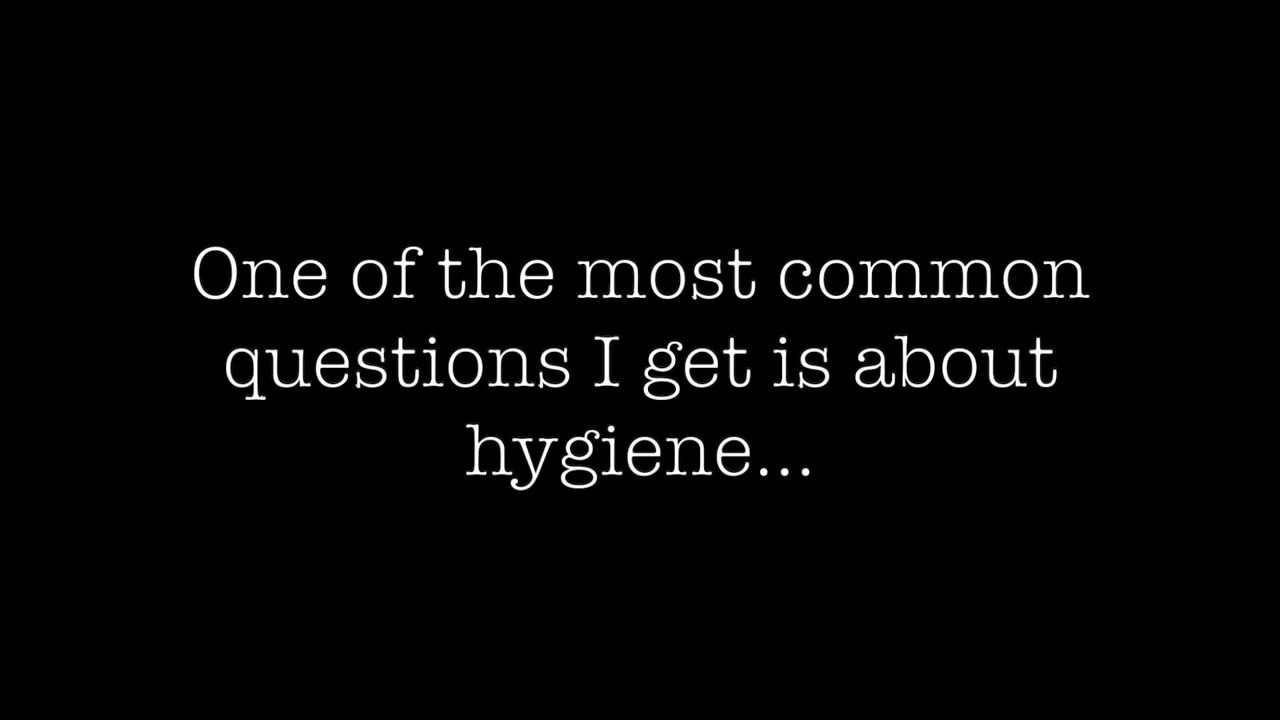 One of the most common
questions I get is about
hygiene...